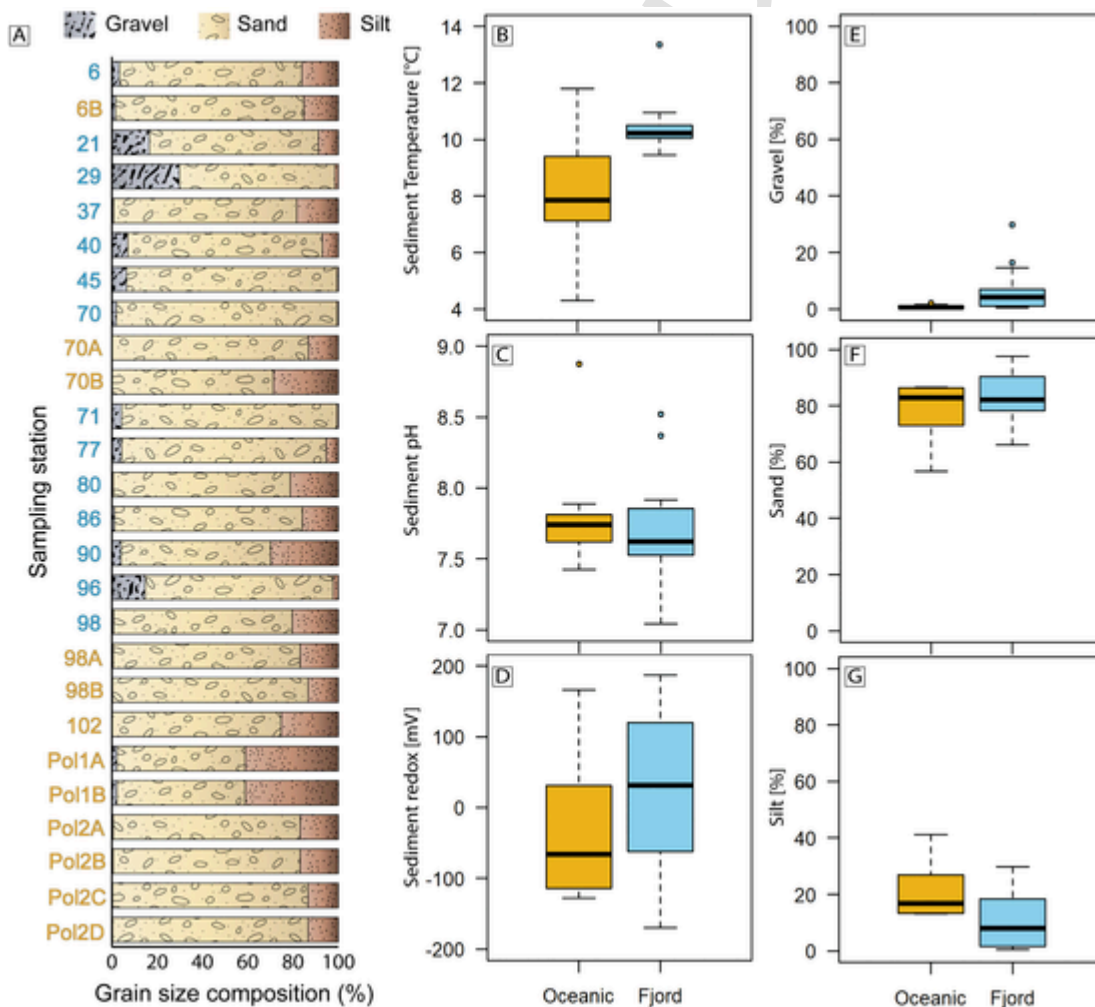 A
Gravel
Sand
Silt
Sampling station
6
6B
21
29
37
40
45
70
70A
70B
71
77
80
86
90
96
98
98A
98B
102
Pol1A
Pol1B
Pol2A
Pol2B
Pol2C
Pol2D
0 20 40 60 80 100
Grain size composition (%)
B
Sediment Temperature [°C]
14
12
10
8
6
4
C
Sediment pH
9.0
8.5
8.0
7.5
7.0
D
Sediment redox [mV]
200
100
0
-100
-200
Oceanic Fjord
E
Gravel [%]
100
80
60
40
20
0
F
Sand [%]
100
80
60
40
20
0
G
Silt [%]
100
80
60
40
20
0
Oceanic Fjord